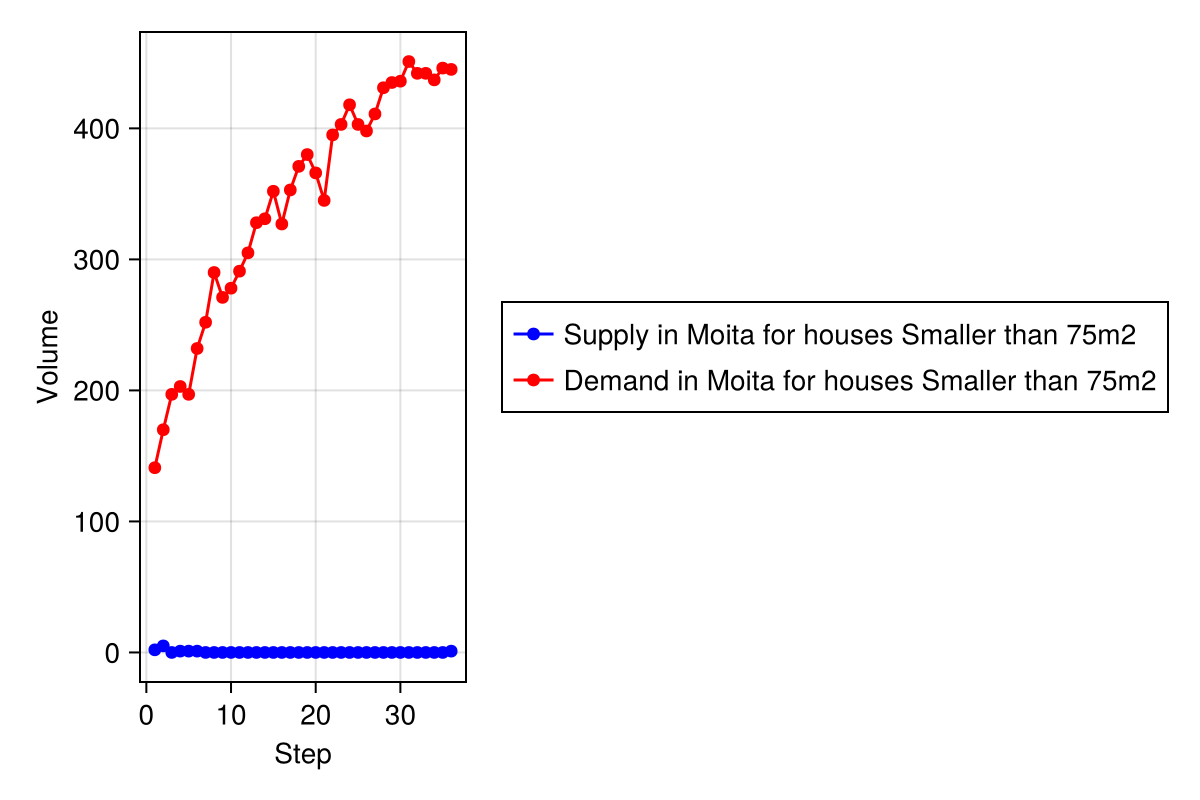 400
300
200
100
0
Volume
0 10 20 30
Step
Supply in Moita for houses Smaller than 75m2
Demand in Moita for houses Smaller than 75m2